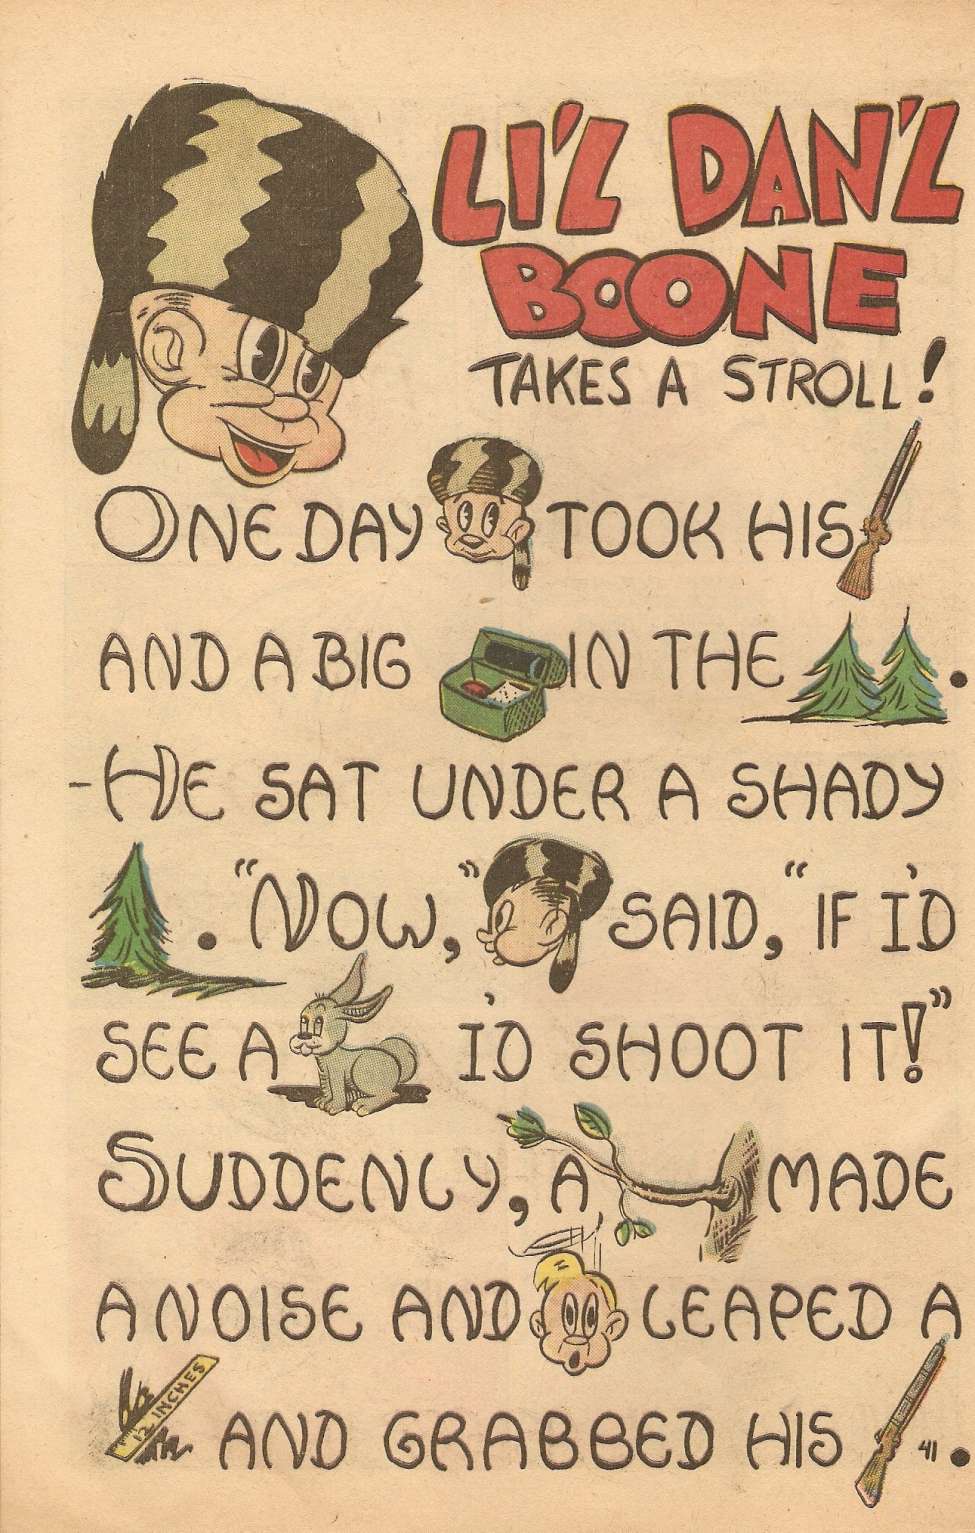 LI'L DAN'L
BOONE
TAKES A STROLL!
ONE DAY TOOK HIS
AND A BIG IN THE .
HE SAT UNDER A SHADY
. "NOW," SAID, "IF I'D
SEE A I'D SHOOT IT!"
SUDDENLY, A MADE
A NOISE AND LEAPED A
12 INCHES
AND GRABBED HIS .
41